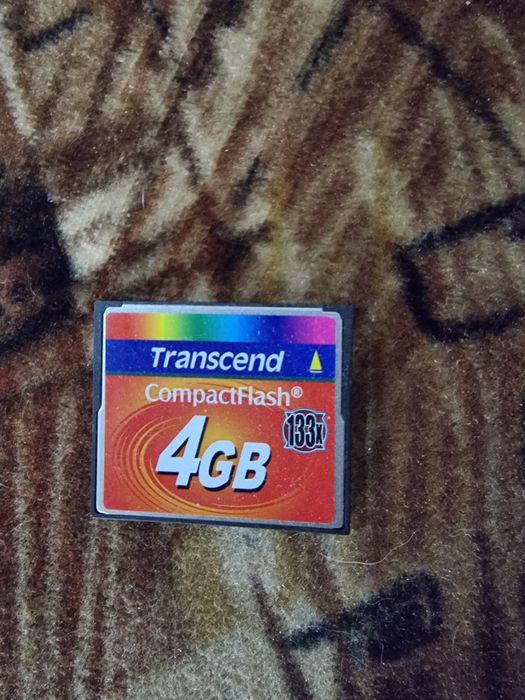 Transcend
CompactFlash®
133x
4GB